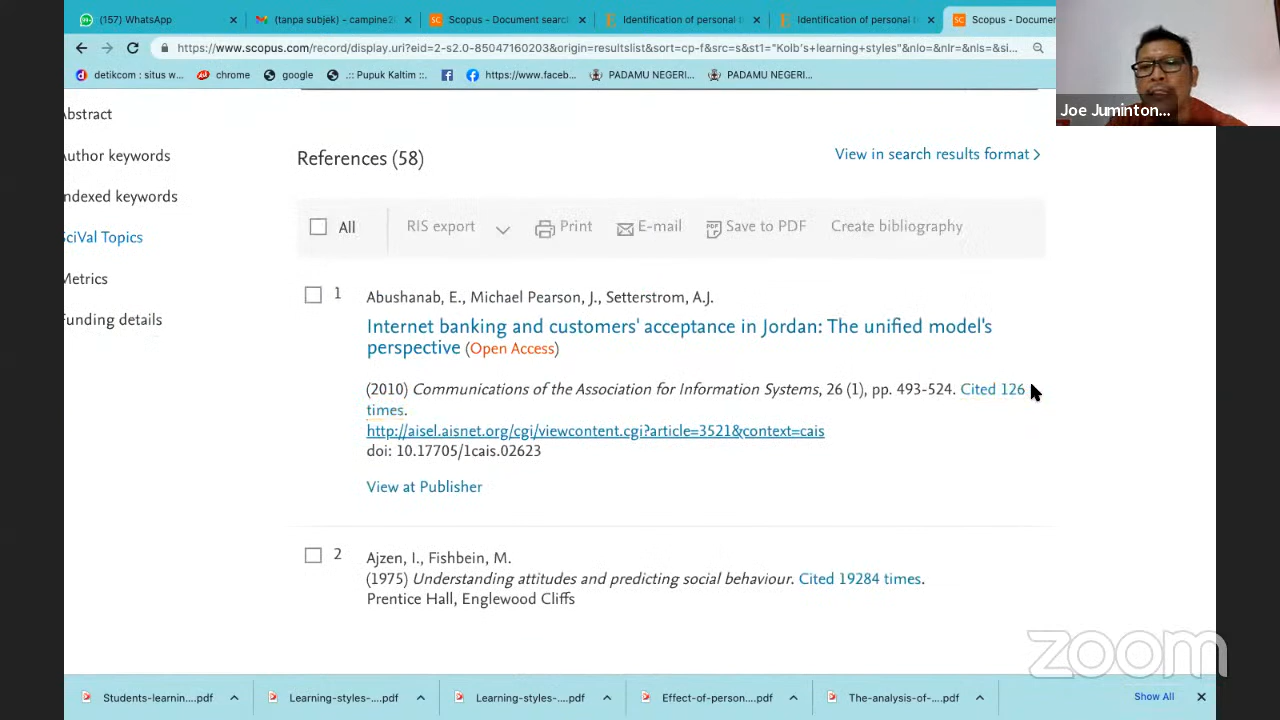 (157) WhatsApp
(tanpa subjek) - campine2
Scopus - Document search
Identification of personal t
Identification of personal t
Scopus - Docume
https://www.scopus.com/record/display.uri?eid=2-s2.0-85047160203&origin=resultslist&sort=cp-f&src=s&st1="Kolb's+learning+styles"&nlo=&nlr=&nls=&si...
detikcom : situs w...
chrome
google
.:: Pupuk Kaltim ::.
https://www.faceb...
PADAMU NEGERI...
PADAMU NEGERI...
Joe Juminton...
Abstract
Author keywords
Indexed keywords
SciVal Topics
Metrics
Funding details
References (58)
View in search results format >
All
RIS export
Print
E-mail
Save to PDF
Create bibliography
1
Abushanab, E., Michael Pearson, J., Setterstrom, A.J.
Internet banking and customers' acceptance in Jordan: The unified model's
perspective (Open Access)
(2010) Communications of the Association for Information Systems, 26 (1), pp. 493-524. Cited 126
times.
http://aisel.aisnet.org/cgi/viewcontent.cgi?article=3521&context=cais
doi: 10.17705/1cais.02623
View at Publisher
2
Ajzen, I., Fishbein, M.
(1975) Understanding attitudes and predicting social behaviour. Cited 19284 times.
Prentice Hall, Englewood Cliffs
zoom
Students-learnin....pdf
Learning-styles-....pdf
Learning-styles-....pdf
Effect-of-person....pdf
The-analysis-of-....pdf
Show All